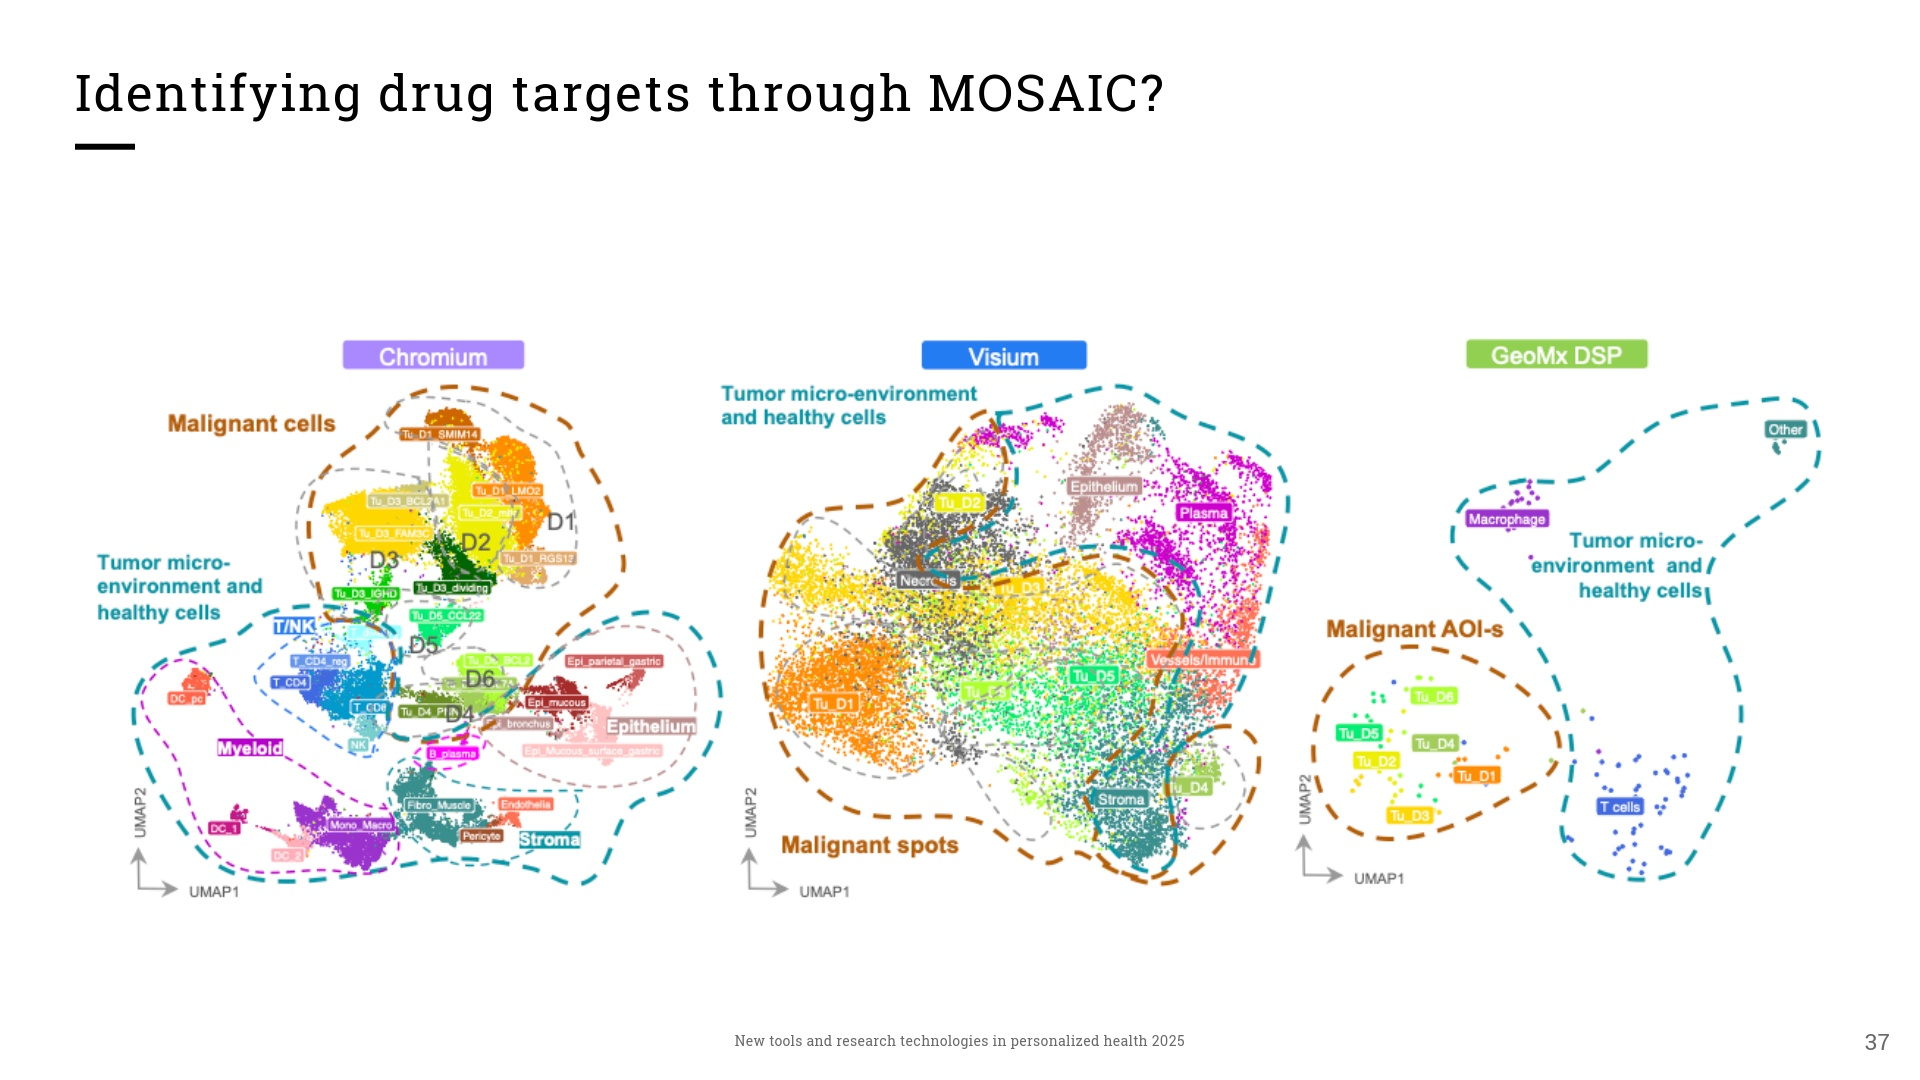 Identifying drug targets through MOSAIC?
Chromium
Malignant cells
Tu_D1_SMIM14
Tu_D3_BCL2A1
Tu_D1_LMO2
Tu_D2_mito
D1
Tu_D3_FAM3C
D2
D3
Tu_D1_RGS13
Tu_D3_dividing
Tu_D3_IGHD
Tumor micro-
environment and
healthy cells
Tu_D5_CCL22
T/NK
D5
T_CD4_reg
T_CD4
D6
Epi_parietal_gastric
DC_pc
T_CD8
D4
Epi_mucous
Epithelium
NK
Myeloid
B_plasma
Epi_Mucous_surface_gastric
Fibro_Muscle
Endothelia
DC_1
Mono_Macro
Pericyte
Stroma
DC_2
UMAP2
UMAP1
Visium
Tumor micro-environment
and healthy cells
Tu_D2
Epithelium
Plasma
Necrosis
Vessels/Immune
Tu_D5
Tu_D1
Stroma
u_D4
Malignant spots
UMAP2
UMAP1
GeoMx DSP
Other
Macrophage
Tumor micro-
environment and
healthy cells
Malignant AOI-s
Tu_D6
Tu_D5
Tu_D4
Tu_D2
Tu_D1
Tu_D3
T cells
UMAP2
UMAP1
New tools and research technologies in personalized health 2025
37